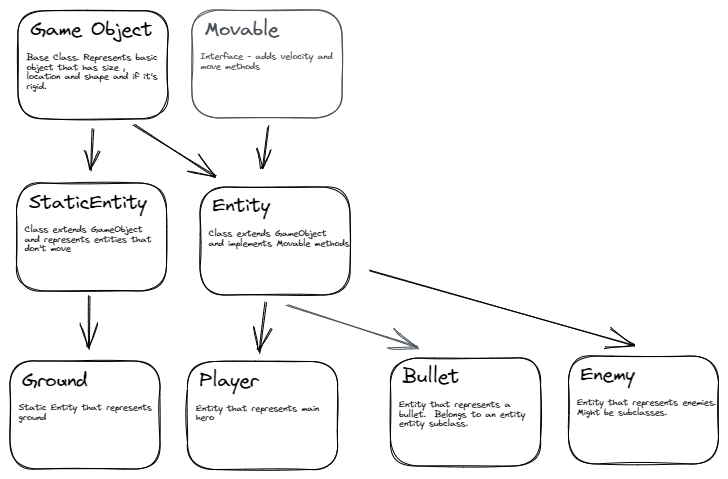 Game Object
Base Class. Represents basic
object that has size ,
location and shape and if it's
rigid.
Movable
Interface - adds velocity and
move methods
StaticEntity
Class extends GameObject
and represents entities that
don't move
Entity
Class extends GameObject
and implements Movable methods
Ground
Static Entity that represents
ground
Player
Entity that represents main
hero
Bullet
Entity that represents a
bullet. Belongs to an entity
entity subclass.
Enemy
Entity that represents enemies.
Might be subclasses.